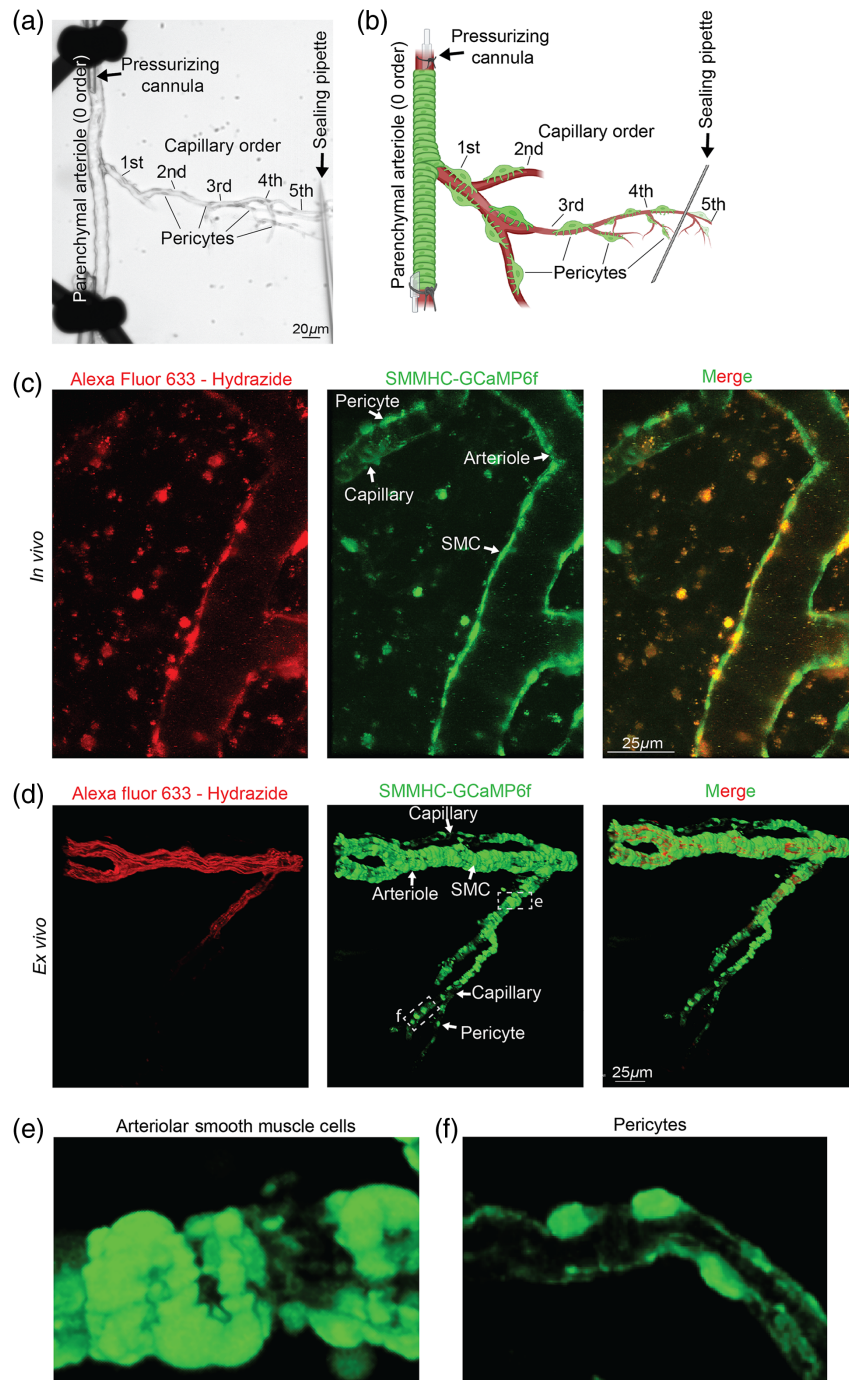 (a)
Parenchymal arteriole (0 order)
Pressurizing
cannula
Capillary order
1st
2nd
3rd
4th
5th
Pericytes
Sealing pipette
20µm
(b)
Parenchymal arteriole (0 order)
Pressurizing
cannula
Capillary order
1st
2nd
3rd
4th
5th
Pericytes
Sealing pipette
(c)
Alexa Fluor 633 - Hydrazide
SMMHC-GCaMP6f
Merge
In vivo
Pericyte
Arteriole
Capillary
SMC
25µm
(d)
Alexa fluor 633 - Hydrazide
SMMHC-GCaMP6f
Merge
Ex vivo
Capillary
Arteriole
SMC
e
Capillary
f
Pericyte
25µm
(e)
Arteriolar smooth muscle cells
(f)
Pericytes